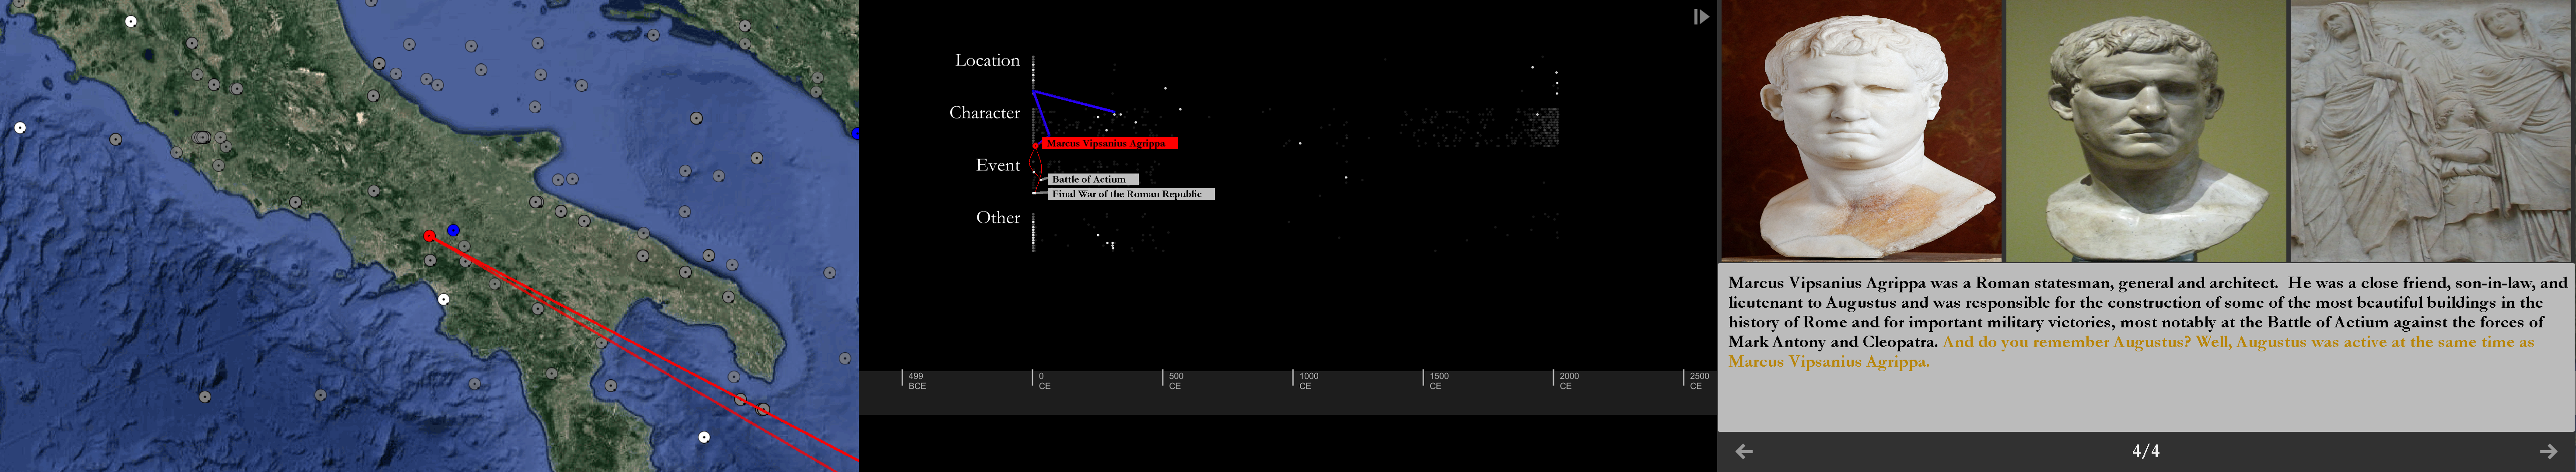 Location
Character
Marcus Vipsanius Agrippa
Event
Battle of Actium
Final War of the Roman Republic
Other
499 BCE
0 CE
500 CE
1000 CE
1500 CE
2000 CE
2500 CE
Marcus Vipsanius Agrippa was a Roman statesman, general and architect.  He was a close friend, son-in-law, and
lieutenant to Augustus and was responsible for the construction of some of the most beautiful buildings in the
history of Rome and for important military victories, most notably at the Battle of Actium against the forces of
Mark Antony and Cleopatra. And do you remember Augustus? Well, Augustus was active at the same time as
Marcus Vipsanius Agrippa.
4/4